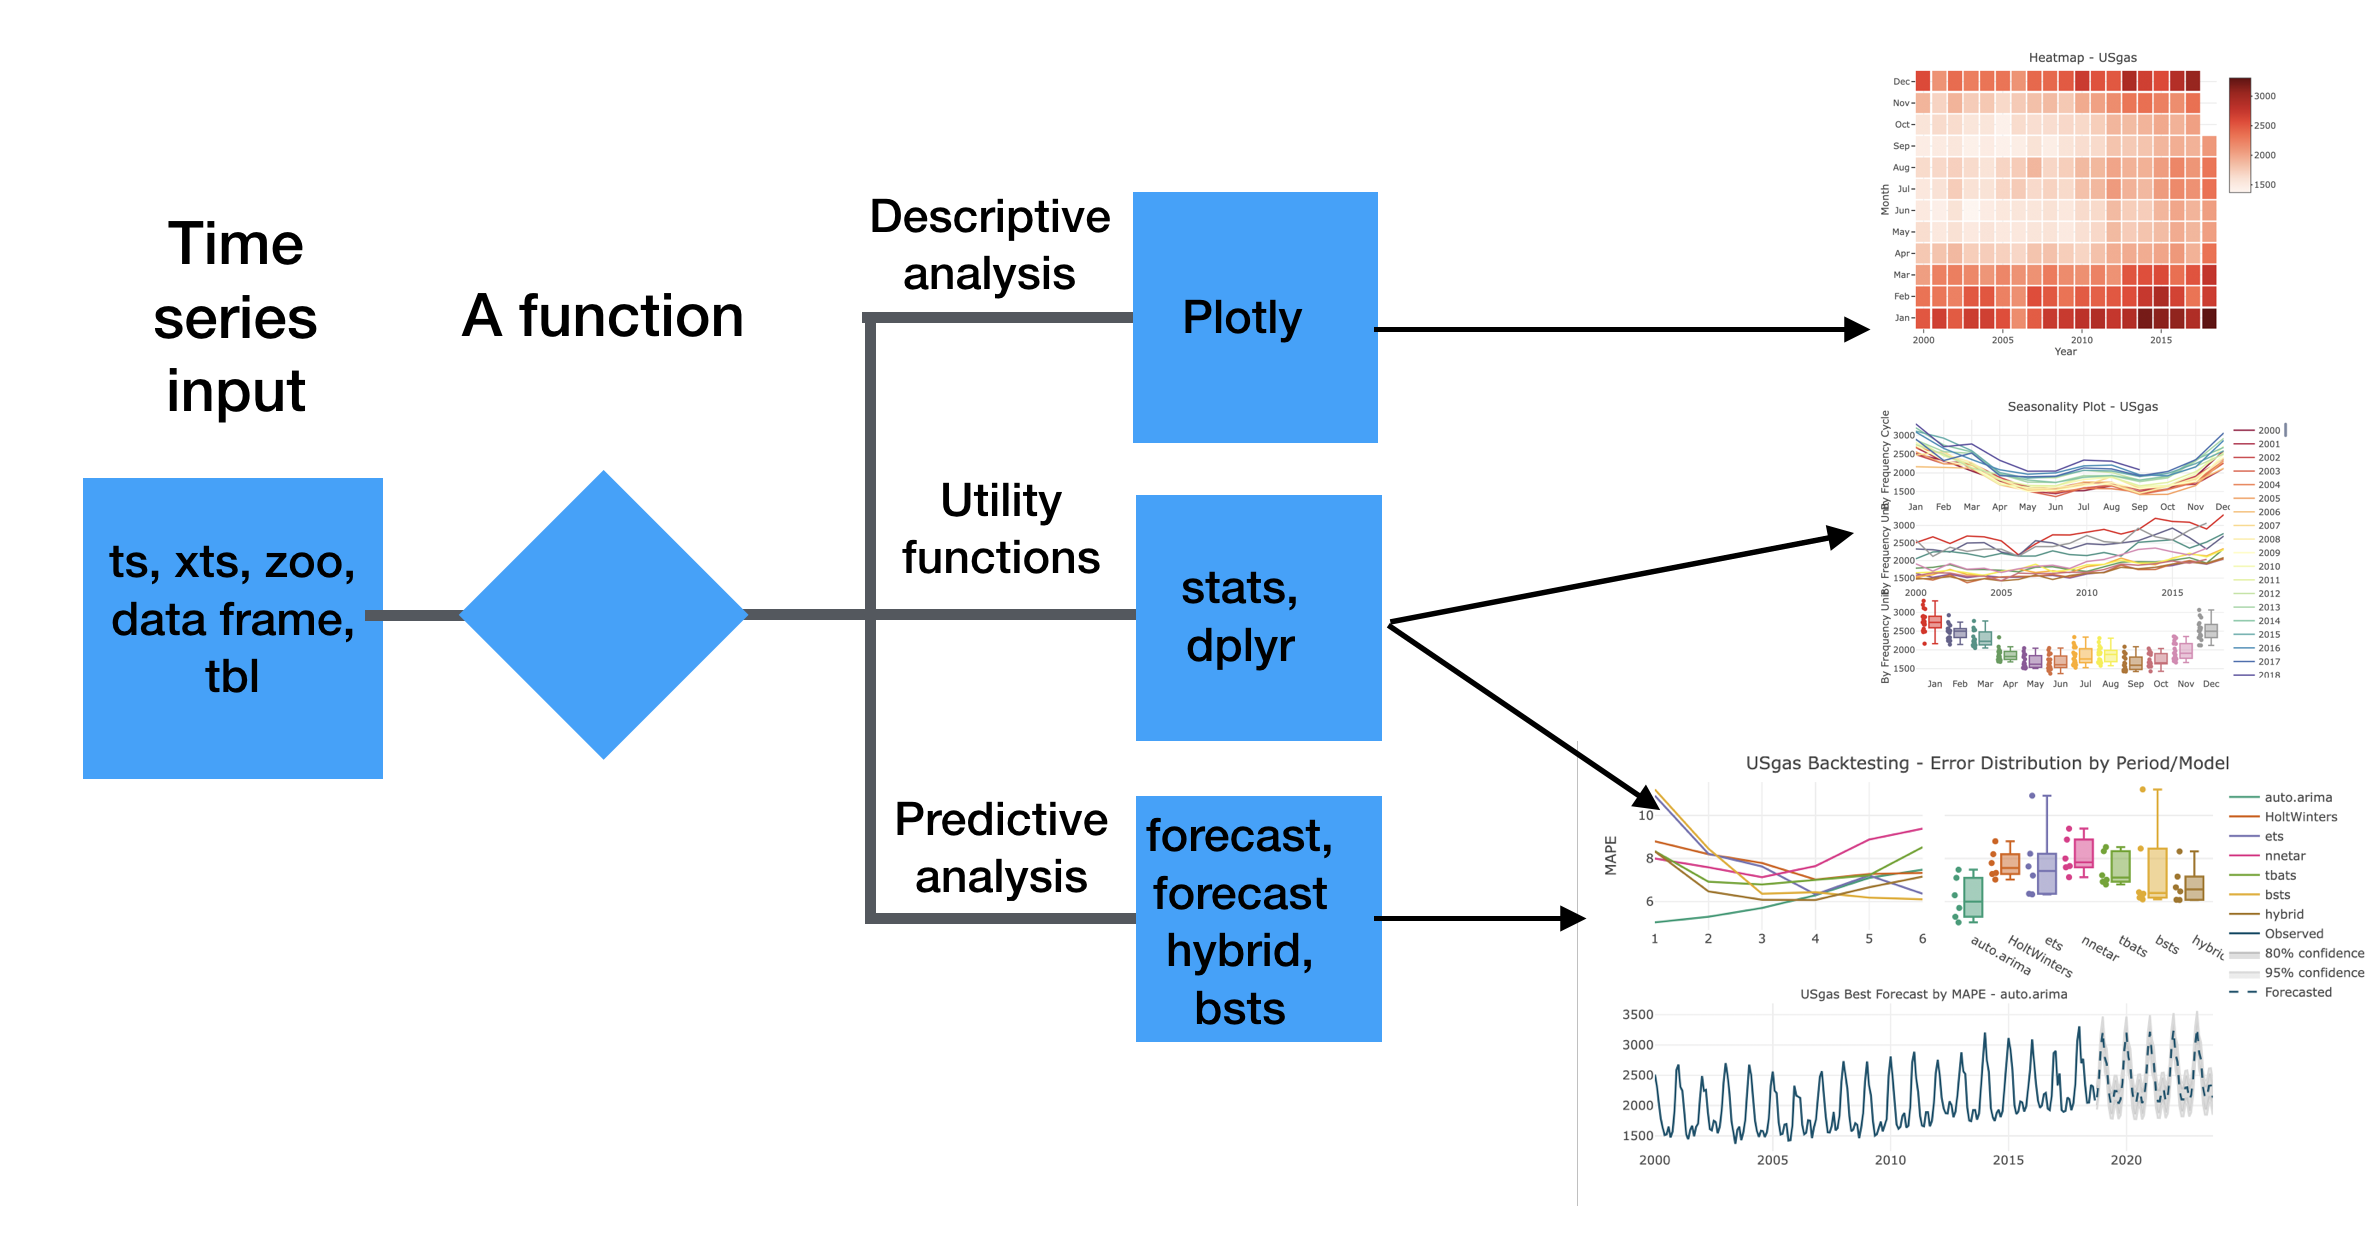 Time
series
input
ts, xts, zoo,
data frame,
tbl
A function
Descriptive
analysis
Plotly
Utility
functions
stats,
dplyr
Predictive
analysis
forecast,
forecast
hybrid,
bsts
Heatmap - USgas
Month
Dec
Nov
Oct
Sep
Aug
Jul
Jun
May
Apr
Mar
Feb
Jan
2000 2005 2010 2015
Year
3000
2500
2000
1500
Seasonality Plot - USgas
By Frequency Cycle
3000
2500
2000
1500
Jan Feb Mar Apr May Jun Jul Aug Sep Oct Nov Dec
By Frequency Unit
3000
2500
2000
1500
2000 2005 2010 2015
By Frequency Unit
3000
2500
2000
1500
Jan Feb Mar Apr May Jun Jul Aug Sep Oct Nov Dec
2000
2001
2002
2003
2004
2005
2006
2007
2008
2009
2010
2011
2012
2013
2014
2015
2016
2017
2018
USgas Backtesting - Error Distribution by Period/Model
MAPE
10
8
6
1 2 3 4 5 6
auto.arima HoltWinters ets nnetar tbats bsts hybrid
auto.arima
HoltWinters
ets
nnetar
tbats
bsts
hybrid
Observed
80% confidence
95% confidence
Forecasted
USgas Best Forecast by MAPE - auto.arima
3500
3000
2500
2000
1500
2000 2005 2010 2015 2020